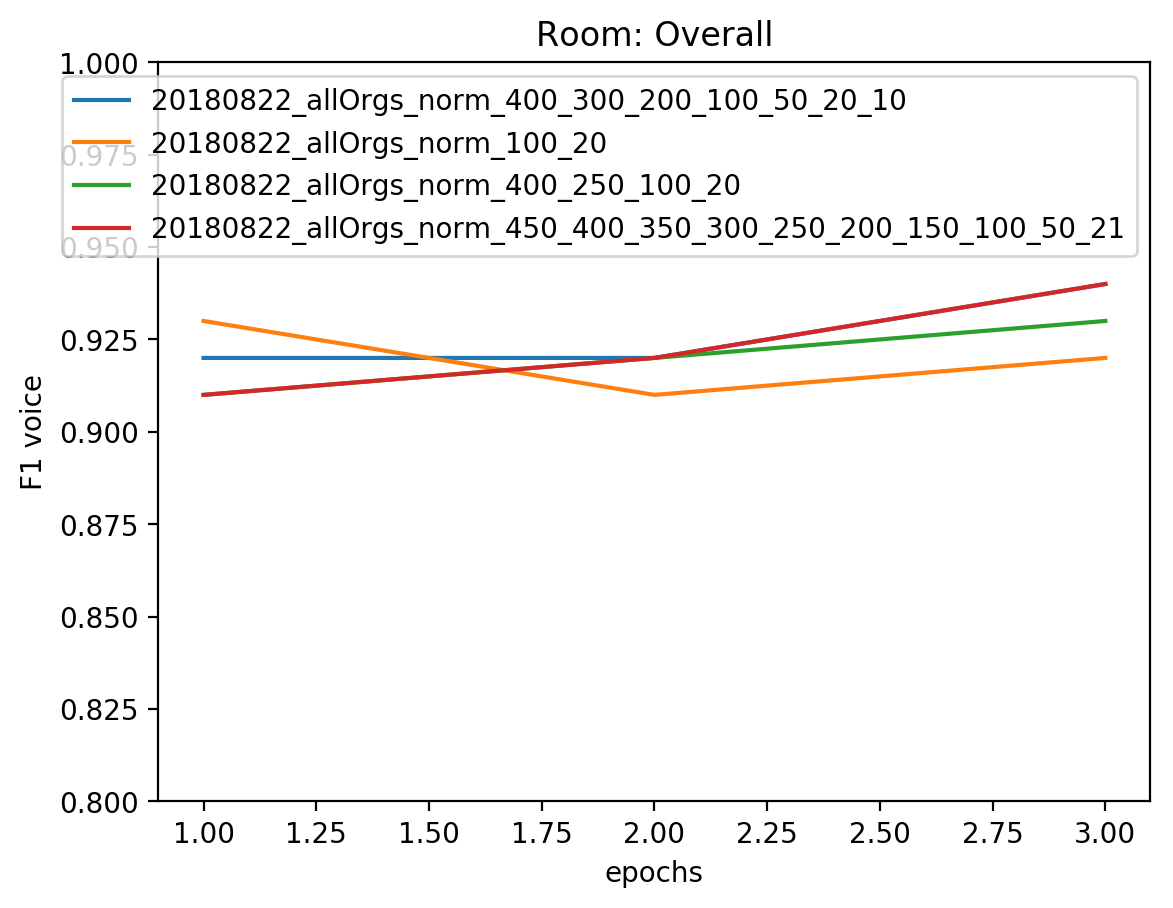 Room: Overall
1.000
20180822_allOrgs_norm_400_300_200_100_50_20_10
20180822_allOrgs_norm_100_20
0.975
20180822_allOrgs_norm_400_250_100_20
20180822_allOrgs_norm_450_400_350_300_250_200_150_100_50_21
0.950
0.925
0.900
0.875
0.850
0.825
0.800
F1 voice
1.00 1.25 1.50 1.75 2.00 2.25 2.50 2.75 3.00
epochs